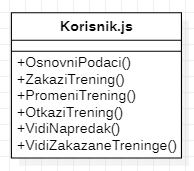 Korisnik.js
+OsnovniPodaci()
+ZakaziTrening()
+PromeniTrening()
+OtkaziTrening()
+VidiNapredak()
+VidiZakazaneTreninge()